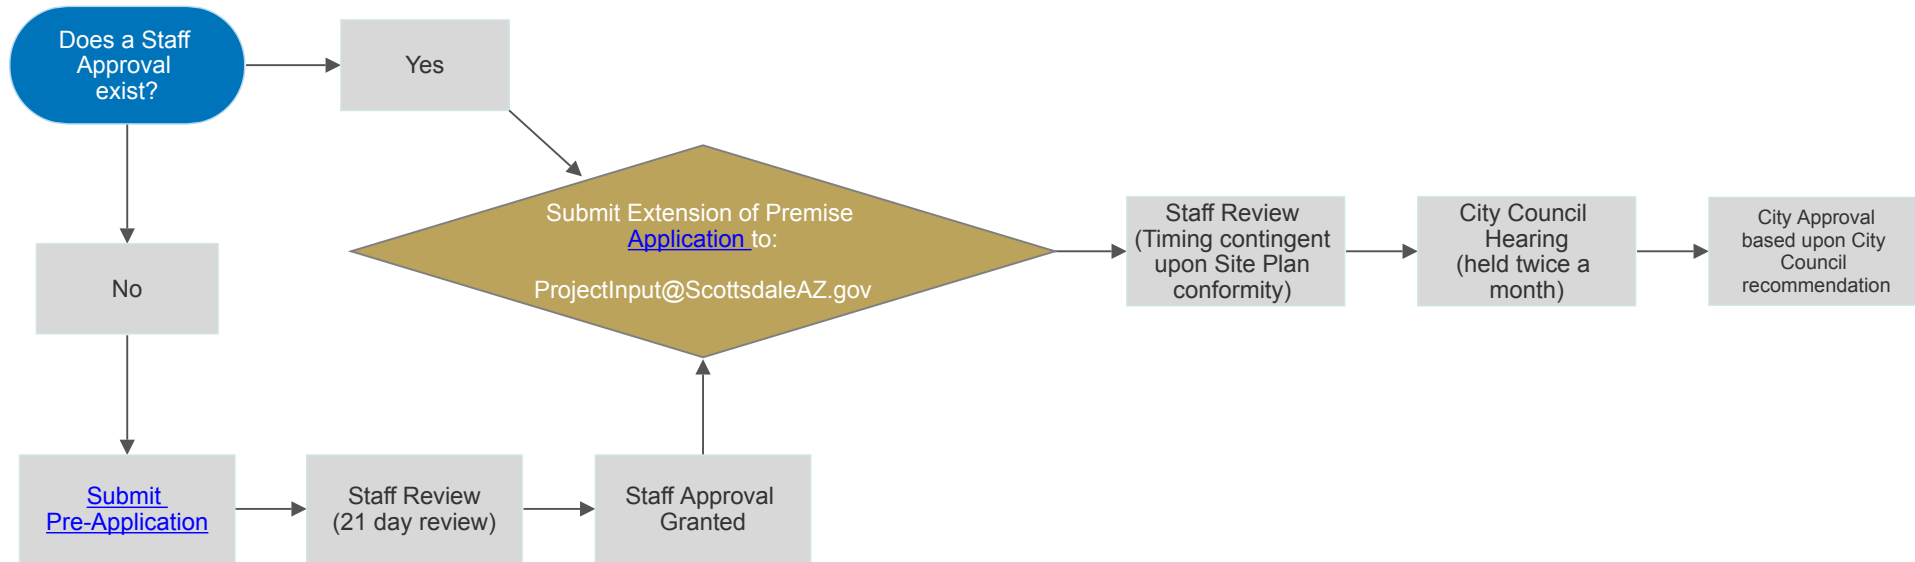 Does a Staff
Approval
exist?
Yes
No
Submit Extension of Premise
Application to:
ProjectInput@ScottsdaleAZ.gov
Staff Review
(Timing contingent
upon Site Plan
conformity)
City Council
Hearing
(held twice a
month)
City Approval
based upon City
Council
recommendation
Submit
Pre-Application
Staff Review
(21 day review)
Staff Approval
Granted